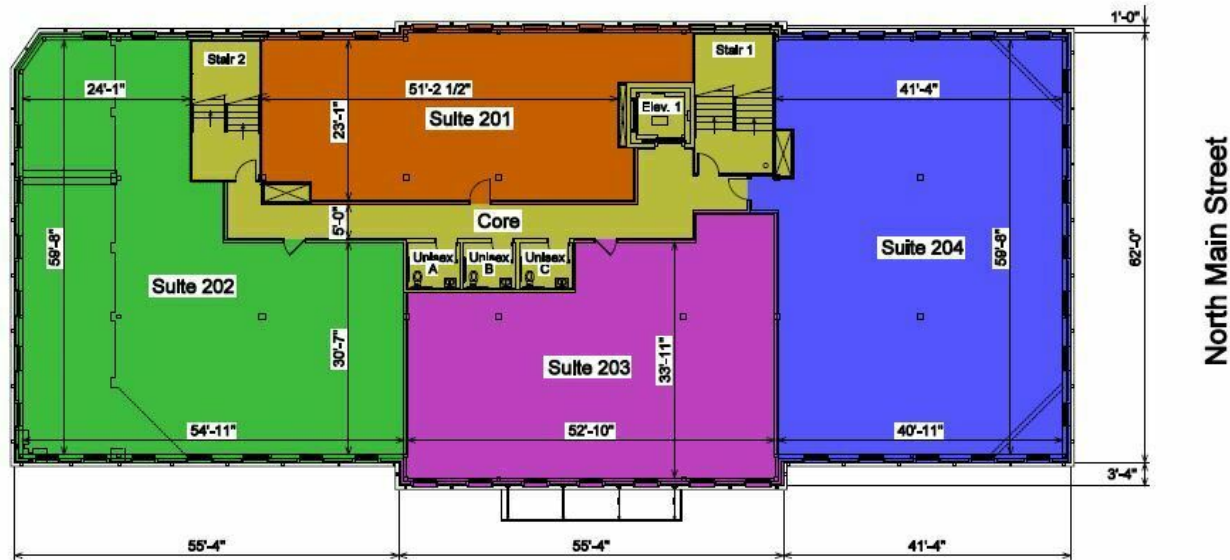 1'-0"
Stair 2
Stair 1
24'-1"
51'-2 1/2"
41'-4"
Elev. 1
Suite 201
23'-1"
5'-0"
Core
Unisex
A
Unisex
B
Unisex
C
59'-8"
Suite 202
Suite 204
59'-8"
62'-0"
North Main Street
30'-7"
Suite 203
33'-11"
54'-11"
52'-10"
40'-11"
3'-4"
55'-4"
55'-4"
41'-4"